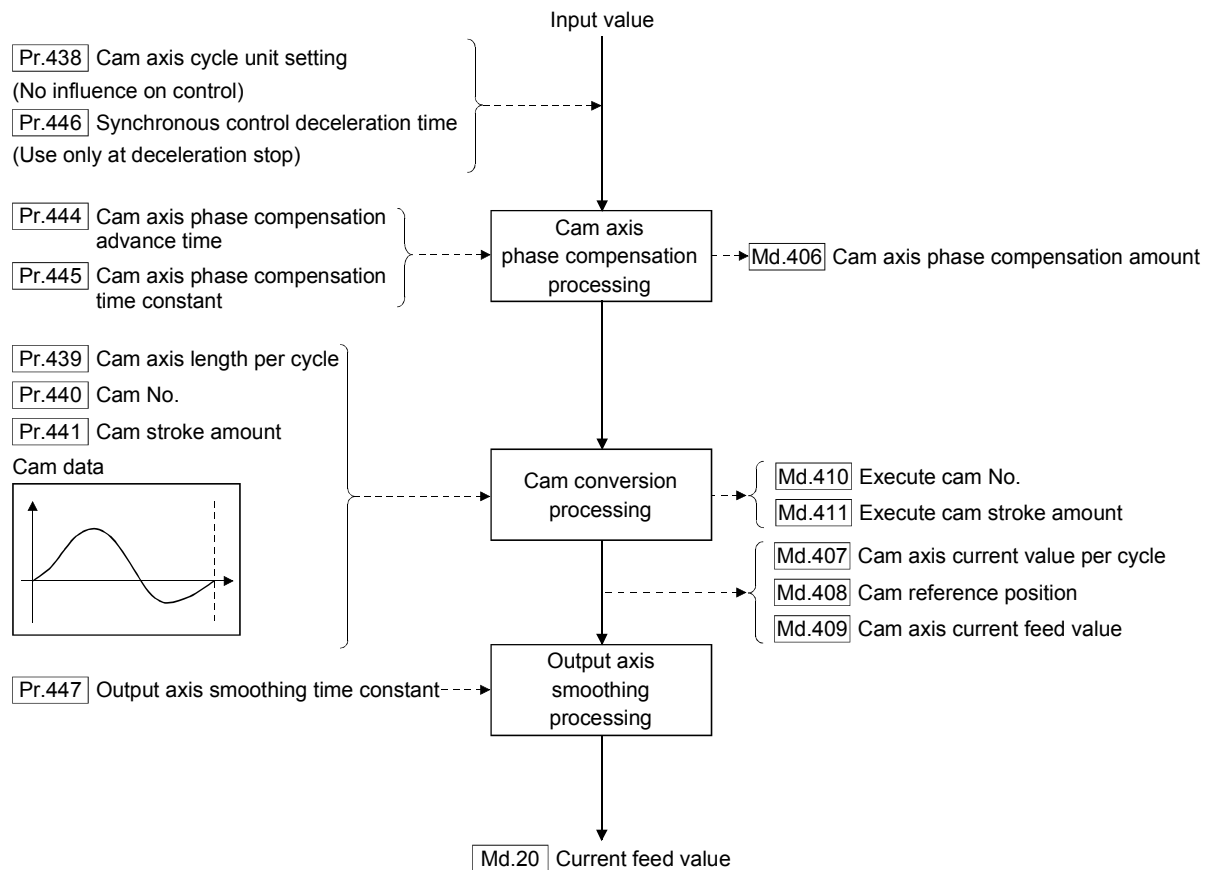 Input value
Pr.438 Cam axis cycle unit setting
(No influence on control)
Pr.446 Synchronous control deceleration time
(Use only at deceleration stop)
Pr.444 Cam axis phase compensation
advance time
Pr.445 Cam axis phase compensation
time constant
Cam axis
phase compensation
processing
Md.406 Cam axis phase compensation amount
Pr.439 Cam axis length per cycle
Pr.440 Cam No.
Pr.441 Cam stroke amount
Cam data
Cam conversion
processing
Md.410 Execute cam No.
Md.411 Execute cam stroke amount
Md.407 Cam axis current value per cycle
Md.408 Cam reference position
Md.409 Cam axis current feed value
Pr.447 Output axis smoothing time constant
Output axis
smoothing
processing
Md.20 Current feed value